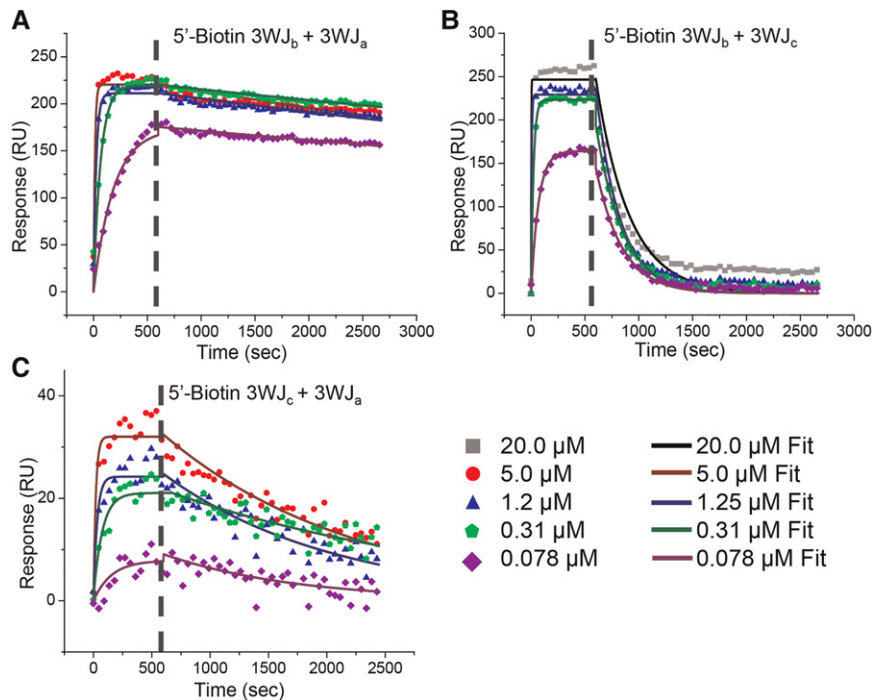 A
5'-Biotin 3WJb + 3WJa
250
200
150
100
50
0
Response (RU)
0 500 1000 1500 2000 2500 3000
Time (sec)
B
5'-Biotin 3WJb + 3WJc
300
250
200
150
100
50
0
Response (RU)
0 500 1000 1500 2000 2500 3000
Time (sec)
C
5'-Biotin 3WJc + 3WJa
40
20
0
Response (RU)
0 500 1000 1500 2000 2500
Time (sec)
20.0 µM
5.0 µM
1.2 µM
0.31 µM
0.078 µM
20.0 µM Fit
5.0 µM Fit
1.25 µM Fit
0.31 µM Fit
0.078 µM Fit